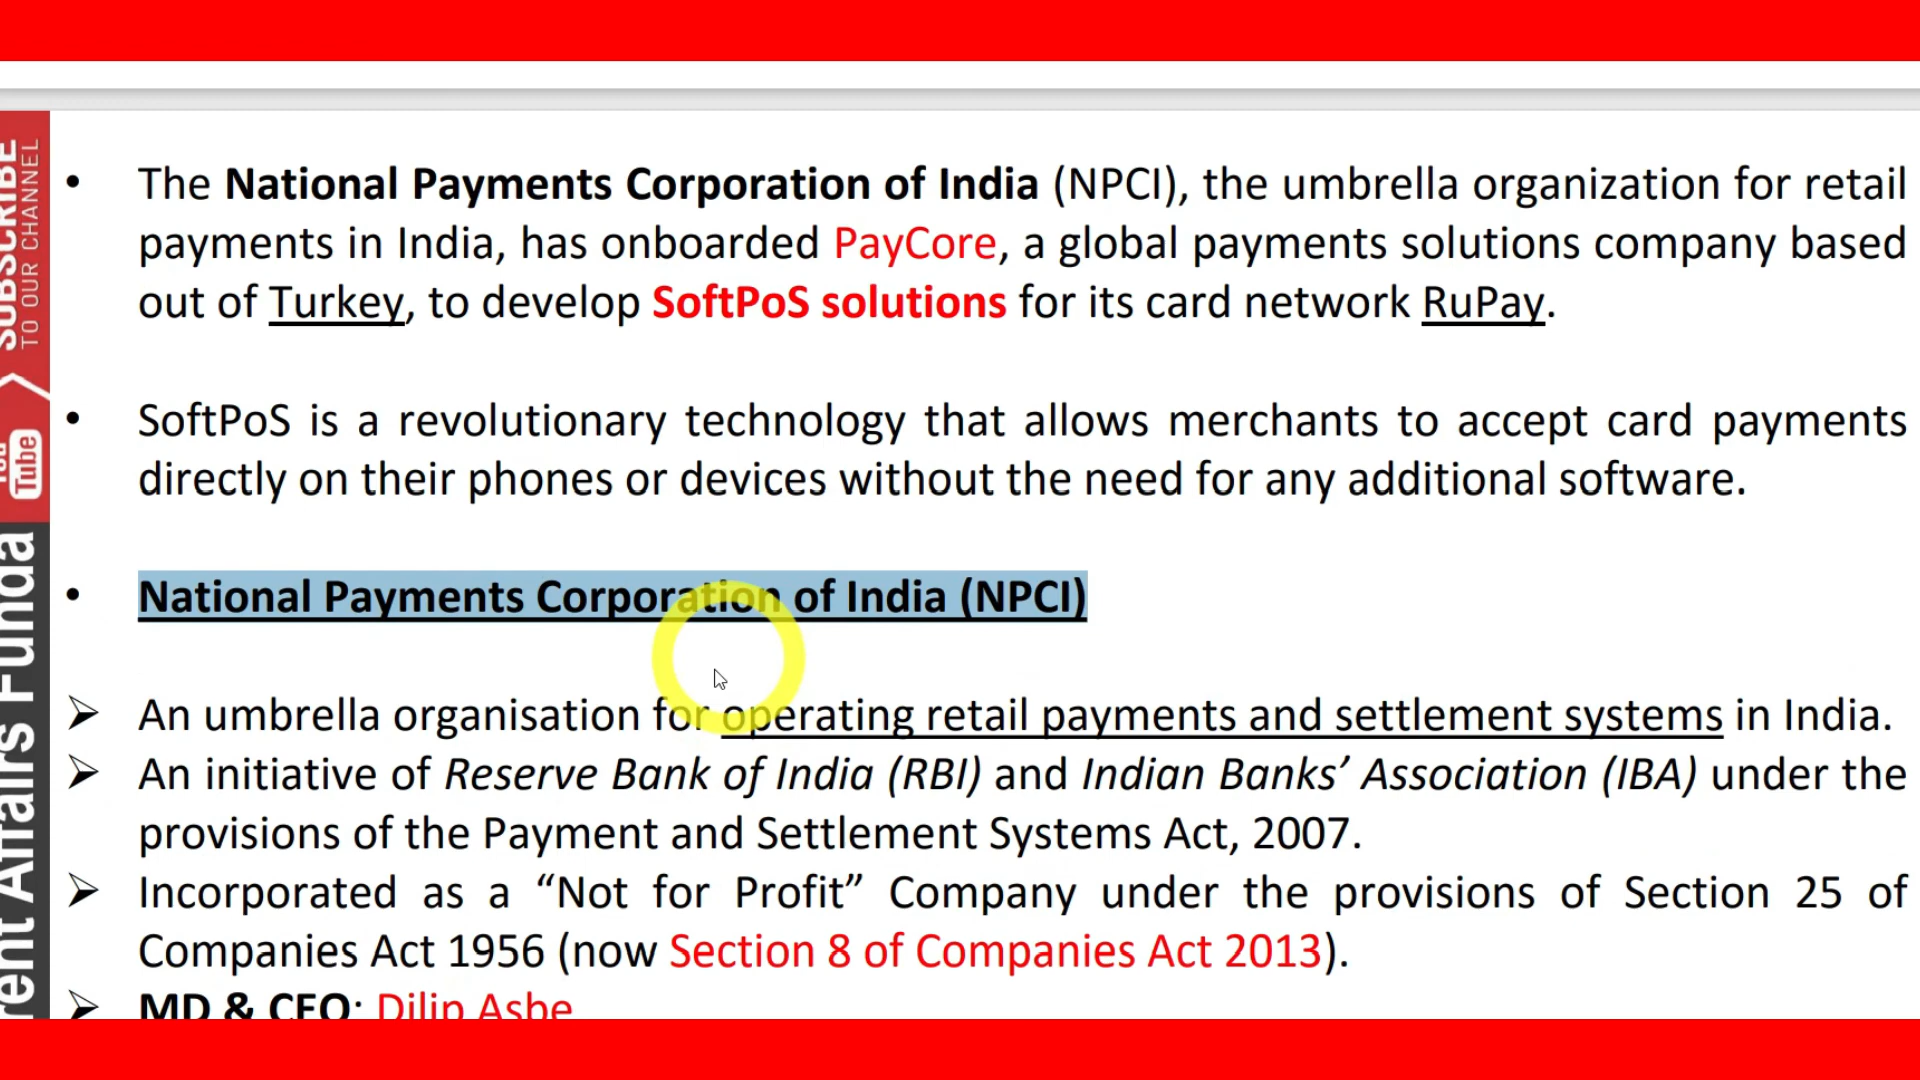 • The National Payments Corporation of India (NPCI), the umbrella organization for retail
payments in India, has onboarded PayCore, a global payments solutions company based
out of Turkey, to develop SoftPoS solutions for its card network RuPay.
• SoftPoS is a revolutionary technology that allows merchants to accept card payments
directly on their phones or devices without the need for any additional software.
• National Payments Corporation of India (NPCI)
➢ An umbrella organisation for operating retail payments and settlement systems in India.
➢ An initiative of Reserve Bank of India (RBI) and Indian Banks’ Association (IBA) under the
provisions of the Payment and Settlement Systems Act, 2007.
➢ Incorporated as a “Not for Profit” Company under the provisions of Section 25 of
Companies Act 1956 (now Section 8 of Companies Act 2013).
➢ MD & CEO: Dilip Asbe
SUBSCRIBE
TO OUR CHANNEL
You
Tube
rent Affairs Funda